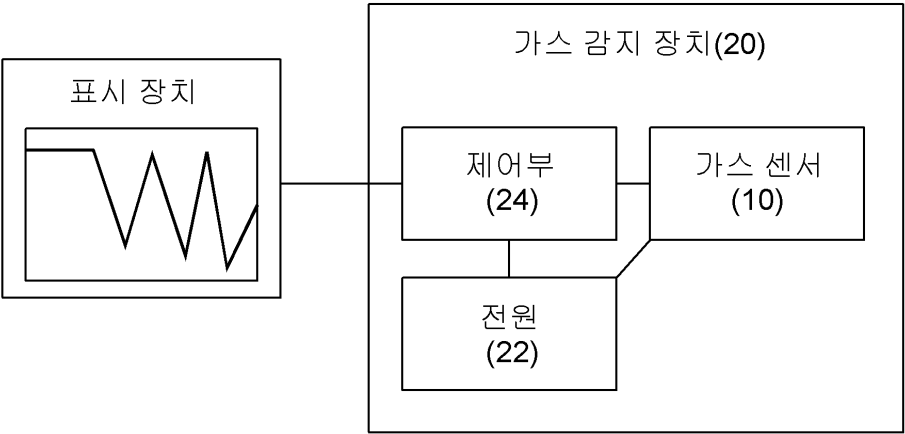 가스 감지 장치(20)
표시 장치
제어부
(24)
가스 센서
(10)
전원
(22)